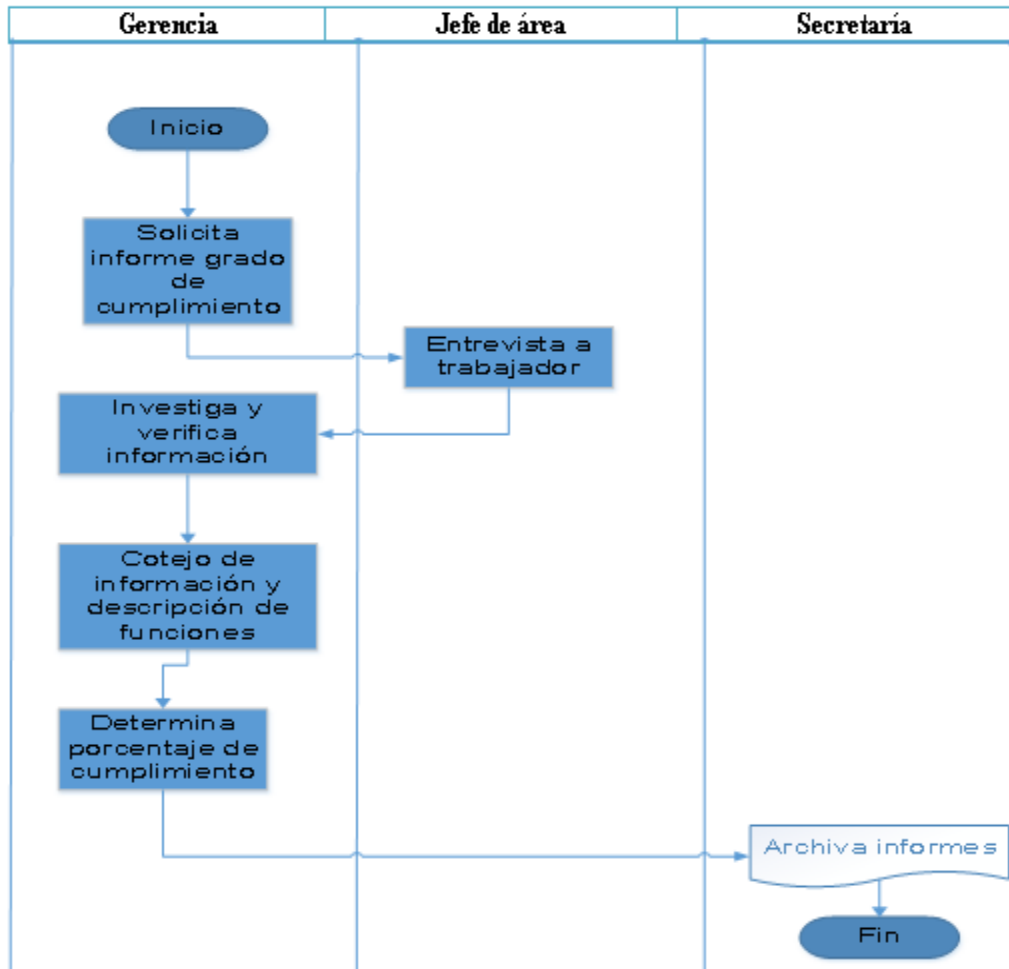 Gerencia
Jefe de área
Secretaría
Inicio
Solicita
informe grado
de
cumplimiento
Entrevista a
trabajador
Investiga y
verifica
información
Cotejo de
información y
descripción de
funciones
Determina
porcentaje de
cumplimiento
Archiva informes
Fin